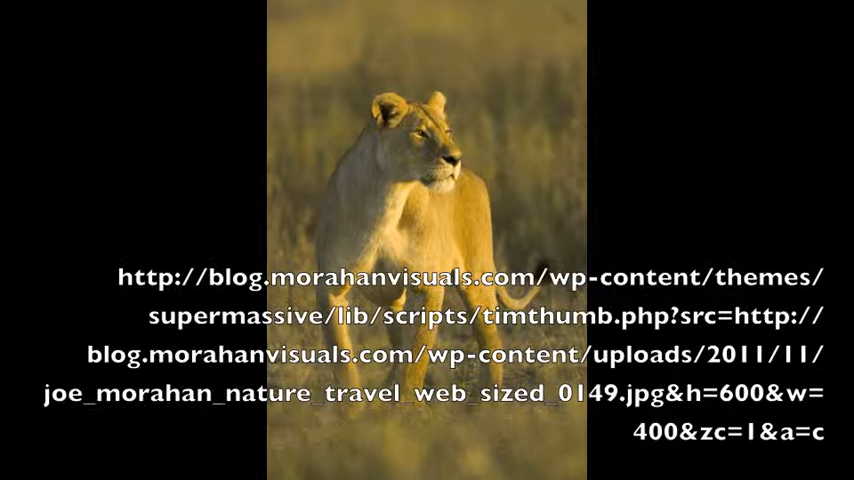 http://blog.morahanvisuals.com/wp-content/themes/
supermassive/lib/scripts/timthumb.php?src=http://
blog.morahanvisuals.com/wp-content/uploads/2011/11/
joe_morahan_nature_travel_web_sized_0149.jpg&h=600&w=
400&zc=1&a=c